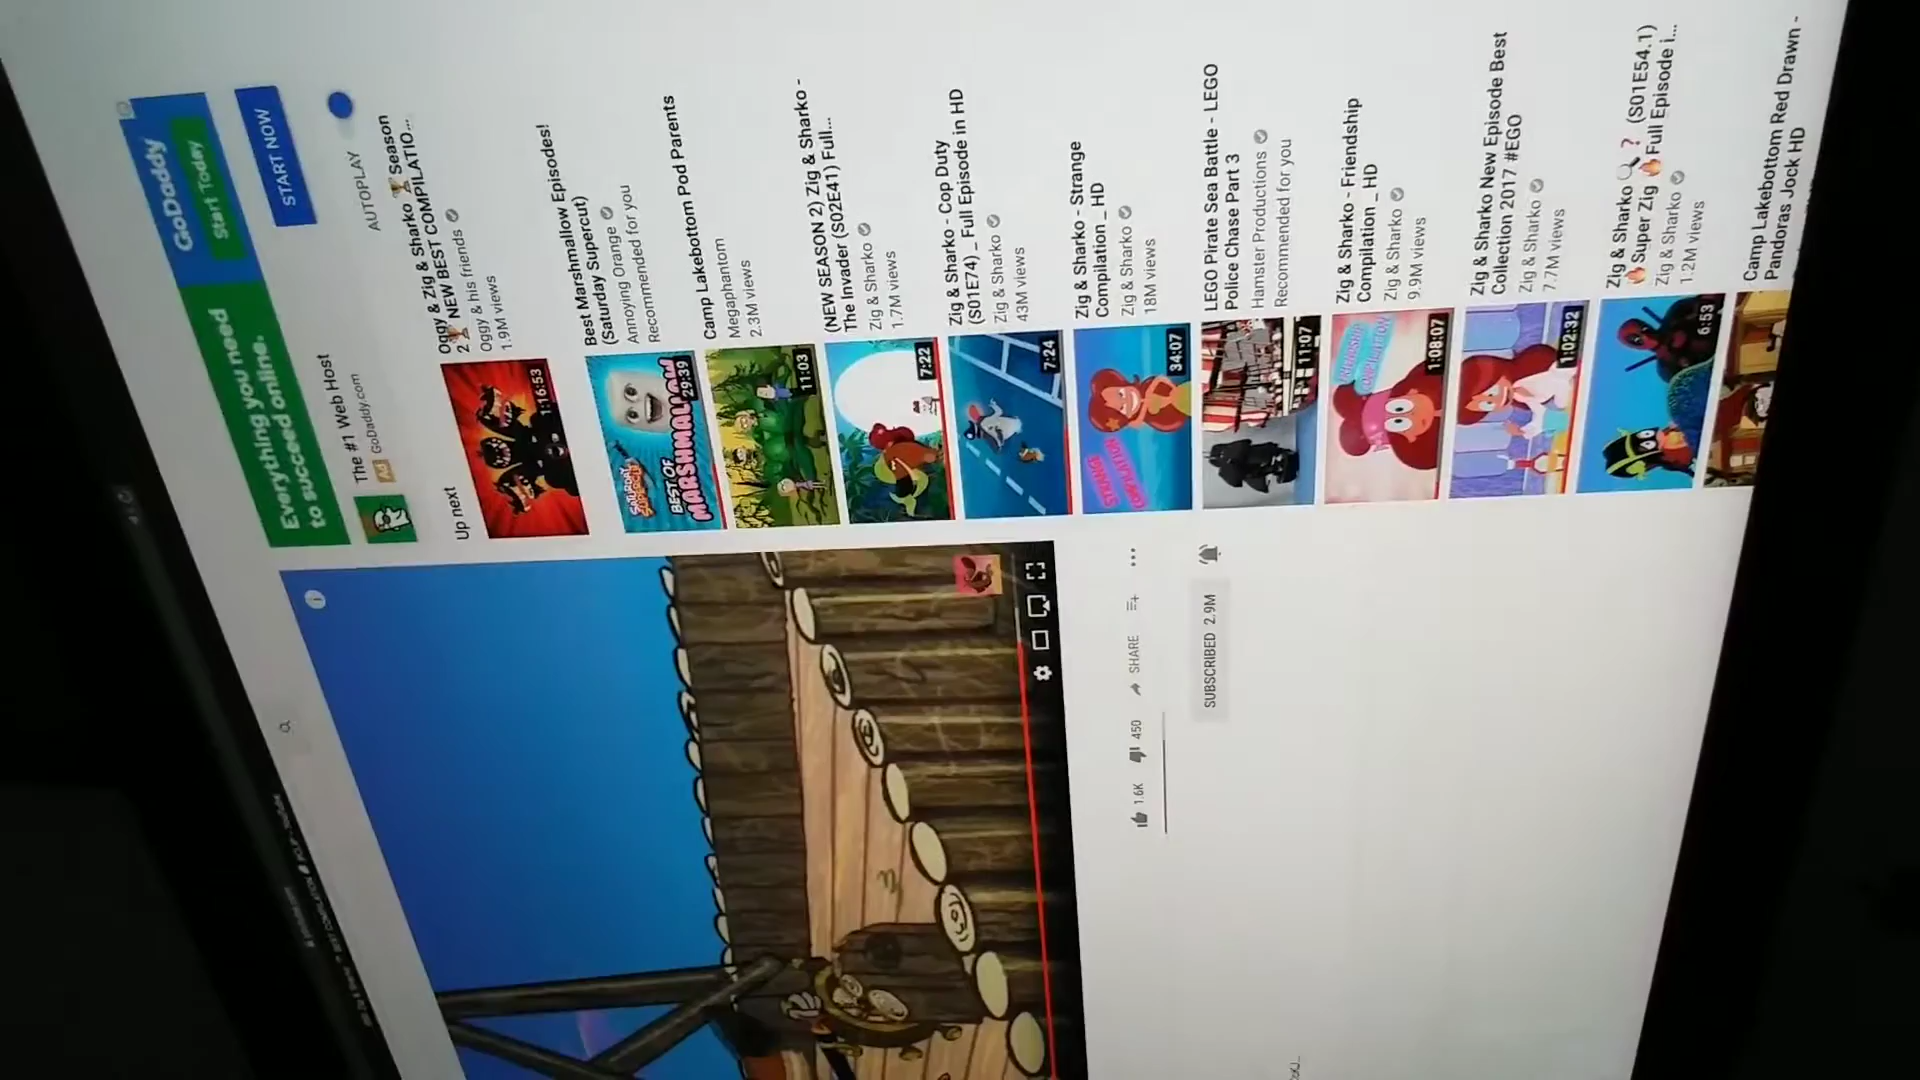 Everything you need
to succeed online.
GoDaddy
Start Today
The #1 Web Host
Ad GoDaddy.com
START NOW
Up next
AUTOPLAY
Oggy & Zig & Sharko 🏆Season
2🏆 NEW BEST COMPILATIO...
Oggy & his friends
1.9M views
1:16:53
Best Marshmallow Episodes!
(Saturday Supercut)
Annoying Orange
Recommended for you
SATURDAY
SUPERCUT
BEST OF
MARSHMALLOW
29:39
Camp Lakebottom Pod Parents
Megaphantom
2.3M views
11:03
(NEW SEASON 2) Zig & Sharko -
The Invader (S02E41) Full...
Zig & Sharko
1.7M views
7:22
Zig & Sharko - Cop Duty
(S01E74) _ Full Episode in HD
Zig & Sharko
43M views
7:24
Zig & Sharko - Strange
Compilation _ HD
Zig & Sharko
18M views
STRANGE
COMPILATION
34:07
LEGO Pirate Sea Battle - LEGO
Police Chase Part 3
Hamster Productions
Recommended for you
11:07
Zig & Sharko - Friendship
Compilation _ HD
Zig & Sharko
9.9M views
FRIENDSHIP
COMPILATION
1:08:07
Zig & Sharko New Episode Best
Collection 2017 #EGO
Zig & Sharko
7.7M views
1:02:32
Zig & Sharko 🔍❓ (S01E54.1)
🔥Super Zig 🔥Full Episode i...
Zig & Sharko
1.2M views
6:53
Camp Lakebottom Red Drawn -
Pandoras Jock HD
1.6K
450
SHARE
SUBSCRIBED 2.9M